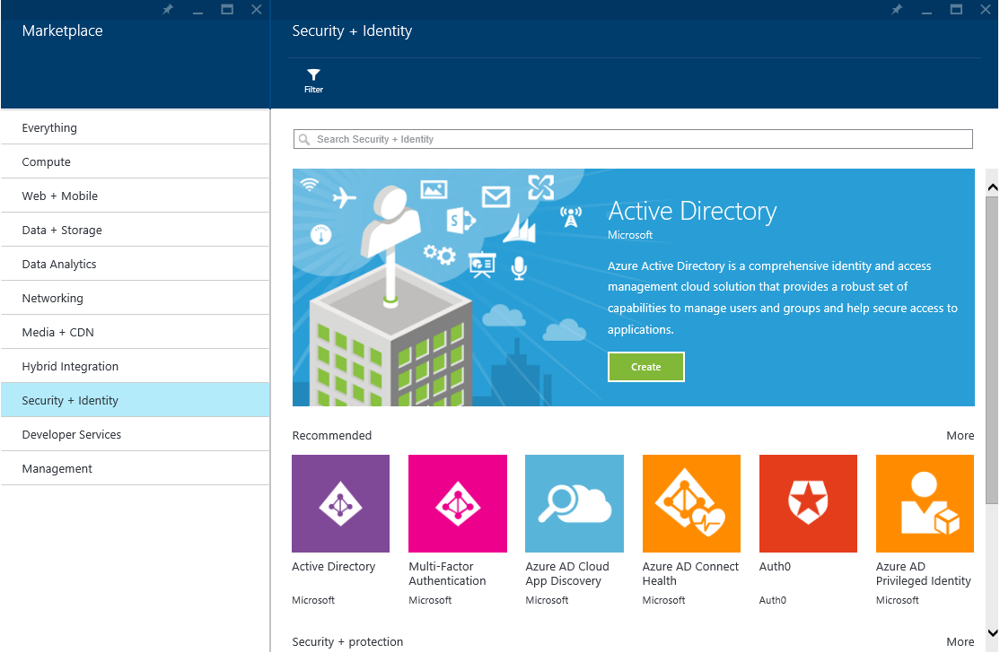 Marketplace
Security + Identity
Filter
Everything
Compute
Web + Mobile
Data + Storage
Data Analytics
Networking
Media + CDN
Hybrid Integration
Security + Identity
Developer Services
Management
Search Security + Identity
S
Active Directory
Microsoft
Azure Active Directory is a comprehensive identity and access
management cloud solution that provides a robust set of
capabilities to manage users and groups and help secure access to
applications.
Create
Recommended
More
Active Directory
Microsoft
Multi-Factor
Authentication
Microsoft
Azure AD Cloud
App Discovery
Microsoft
Azure AD Connect
Health
Microsoft
Auth0
Auth0
Azure AD
Privileged Identity
Microsoft
Security + protection
More